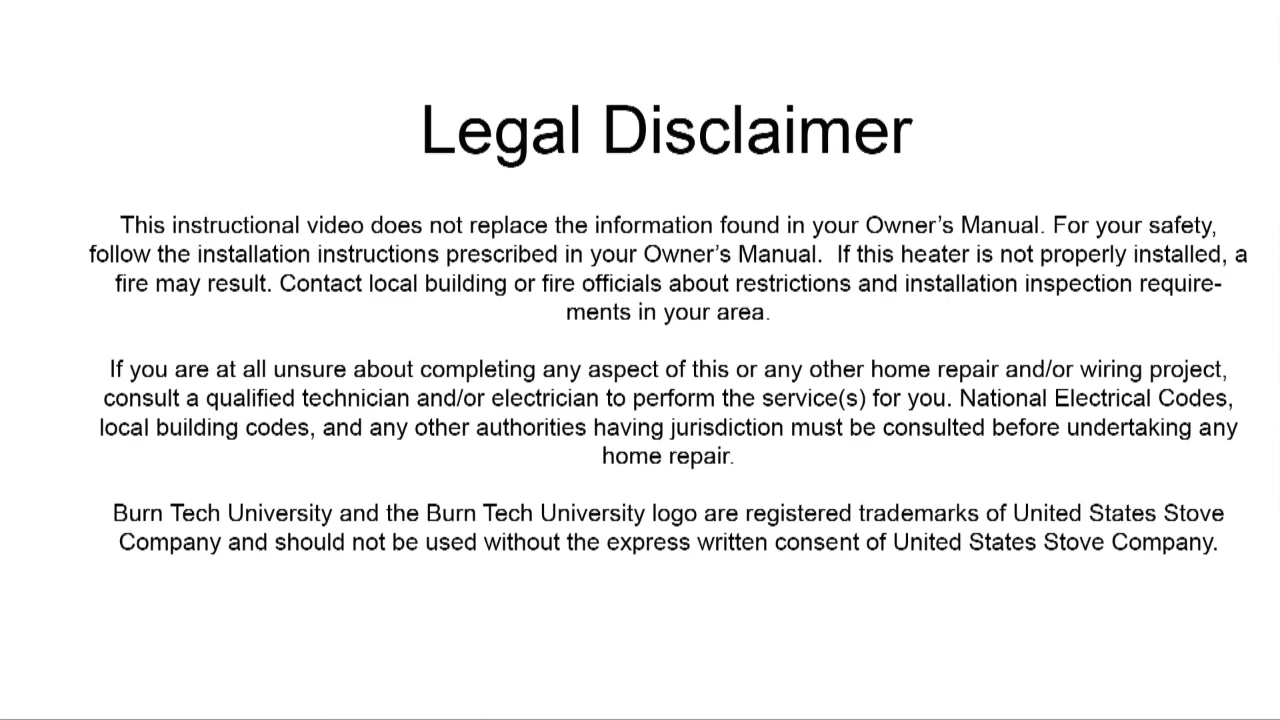 Legal Disclaimer
This instructional video does not replace the information found in your Owner’s Manual. For your safety,
follow the installation instructions prescribed in your Owner’s Manual.  If this heater is not properly installed, a
fire may result. Contact local building or fire officials about restrictions and installation inspection require-
ments in your area.
If you are at all unsure about completing any aspect of this or any other home repair and/or wiring project,
consult a qualified technician and/or electrician to perform the service(s) for you. National Electrical Codes,
local building codes, and any other authorities having jurisdiction must be consulted before undertaking any
home repair.
Burn Tech University and the Burn Tech University logo are registered trademarks of United States Stove
Company and should not be used without the express written consent of United States Stove Company.